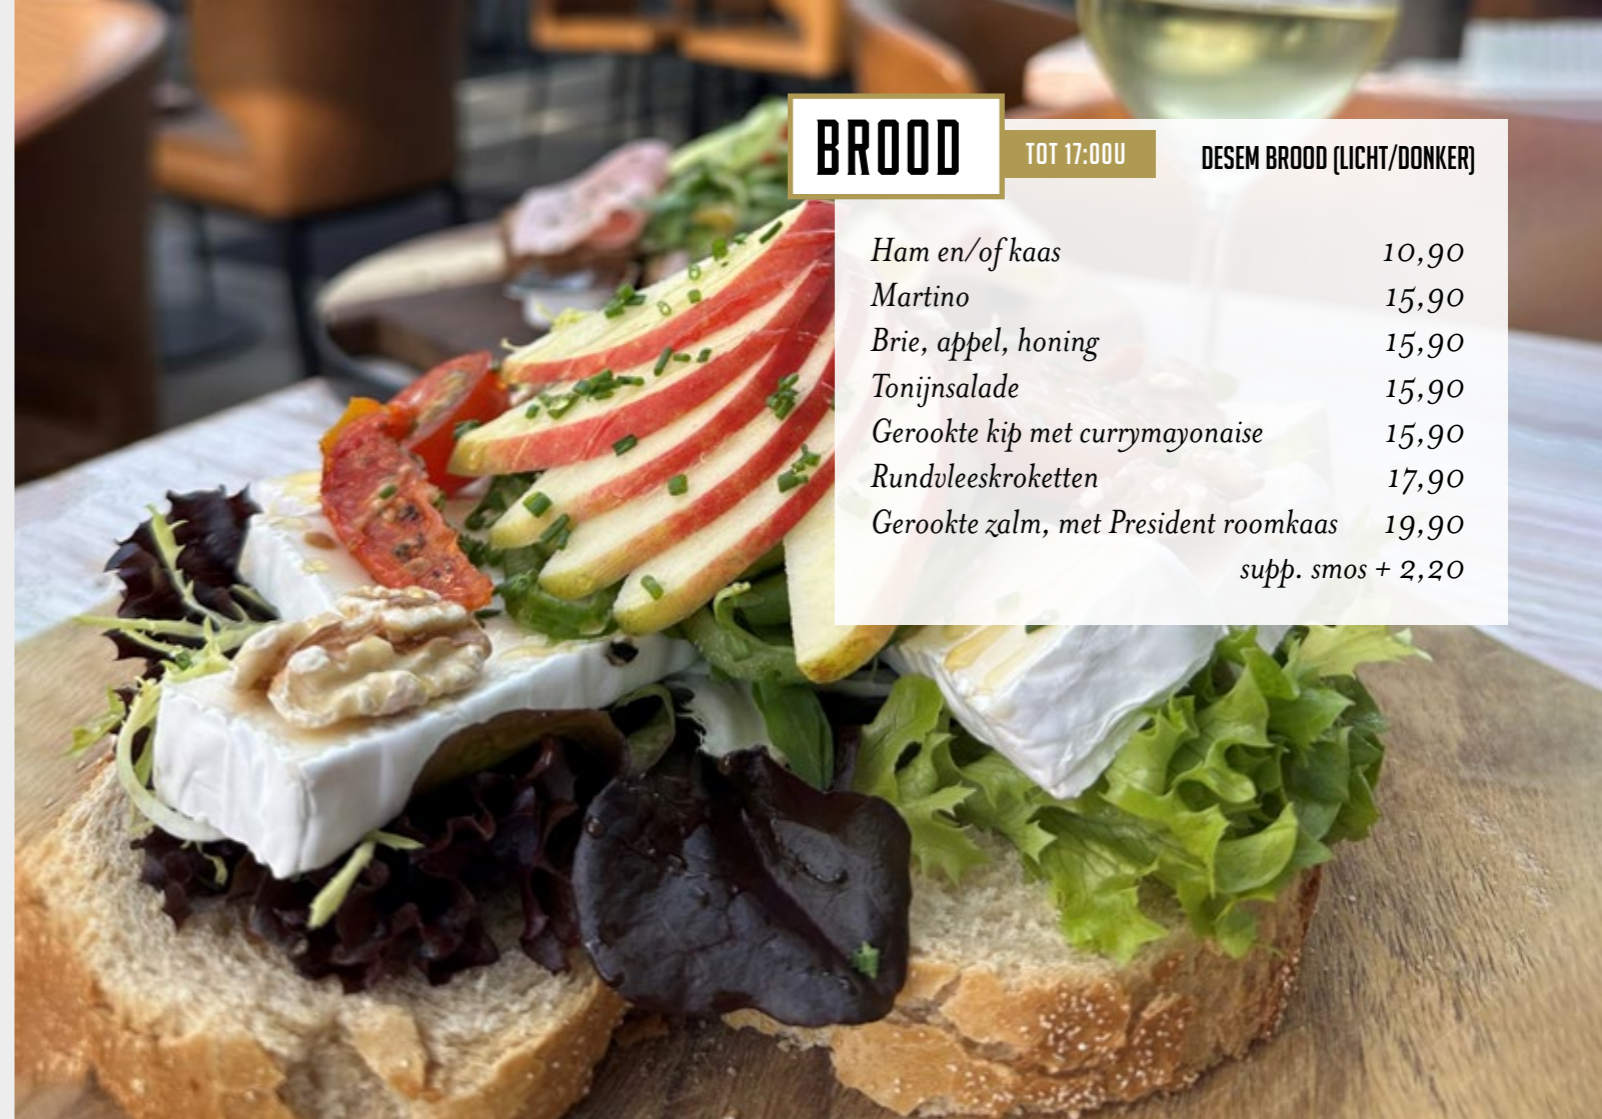 BROOD
TOT 17:00U
DESEM BROOD (LICHT/DONKER)
Ham en/of kaas 10,90
Martino 15,90
Brie, appel, honing 15,90
Tonijnsalade 15,90
Gerookte kip met currymayonaise 15,90
Rundvleeskroketten 17,90
Gerookte zalm, met President roomkaas 19,90
supp. smos + 2,20